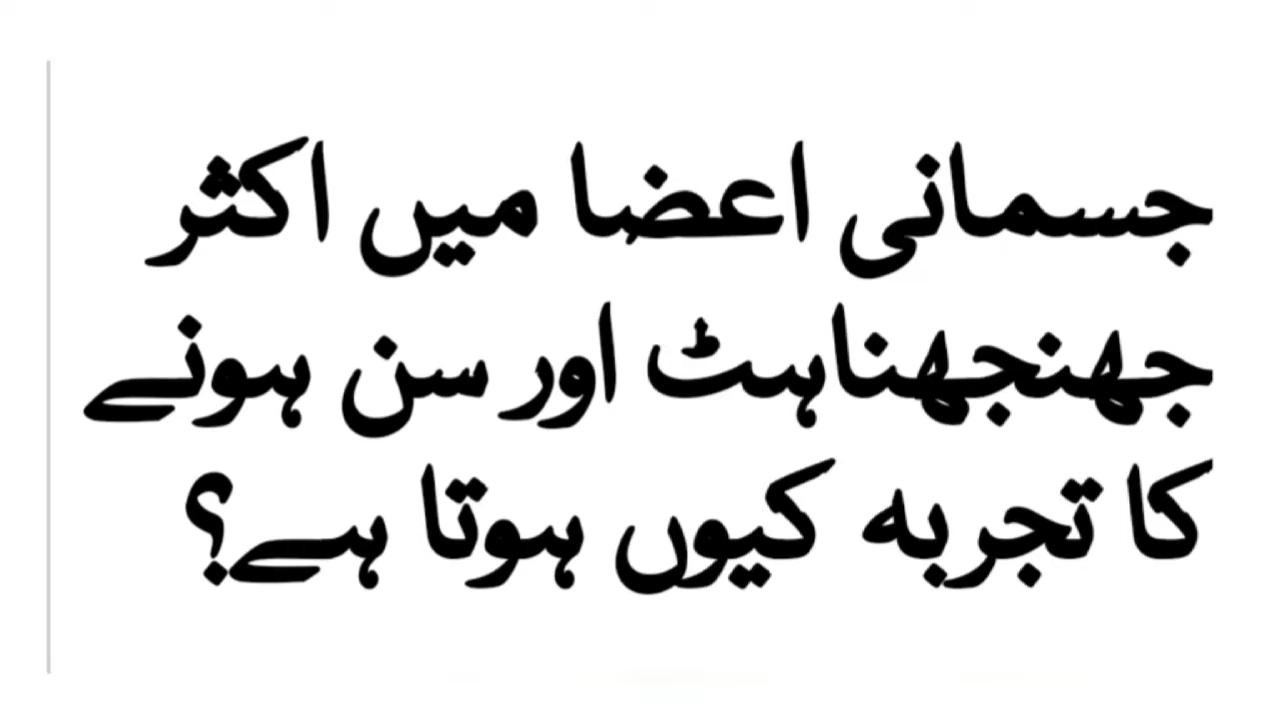 جسمانی اعضا میں اکثر
جھنجھناہٹ اور سن ہونے
کا تجربہ کیوں ہوتا ہے؟